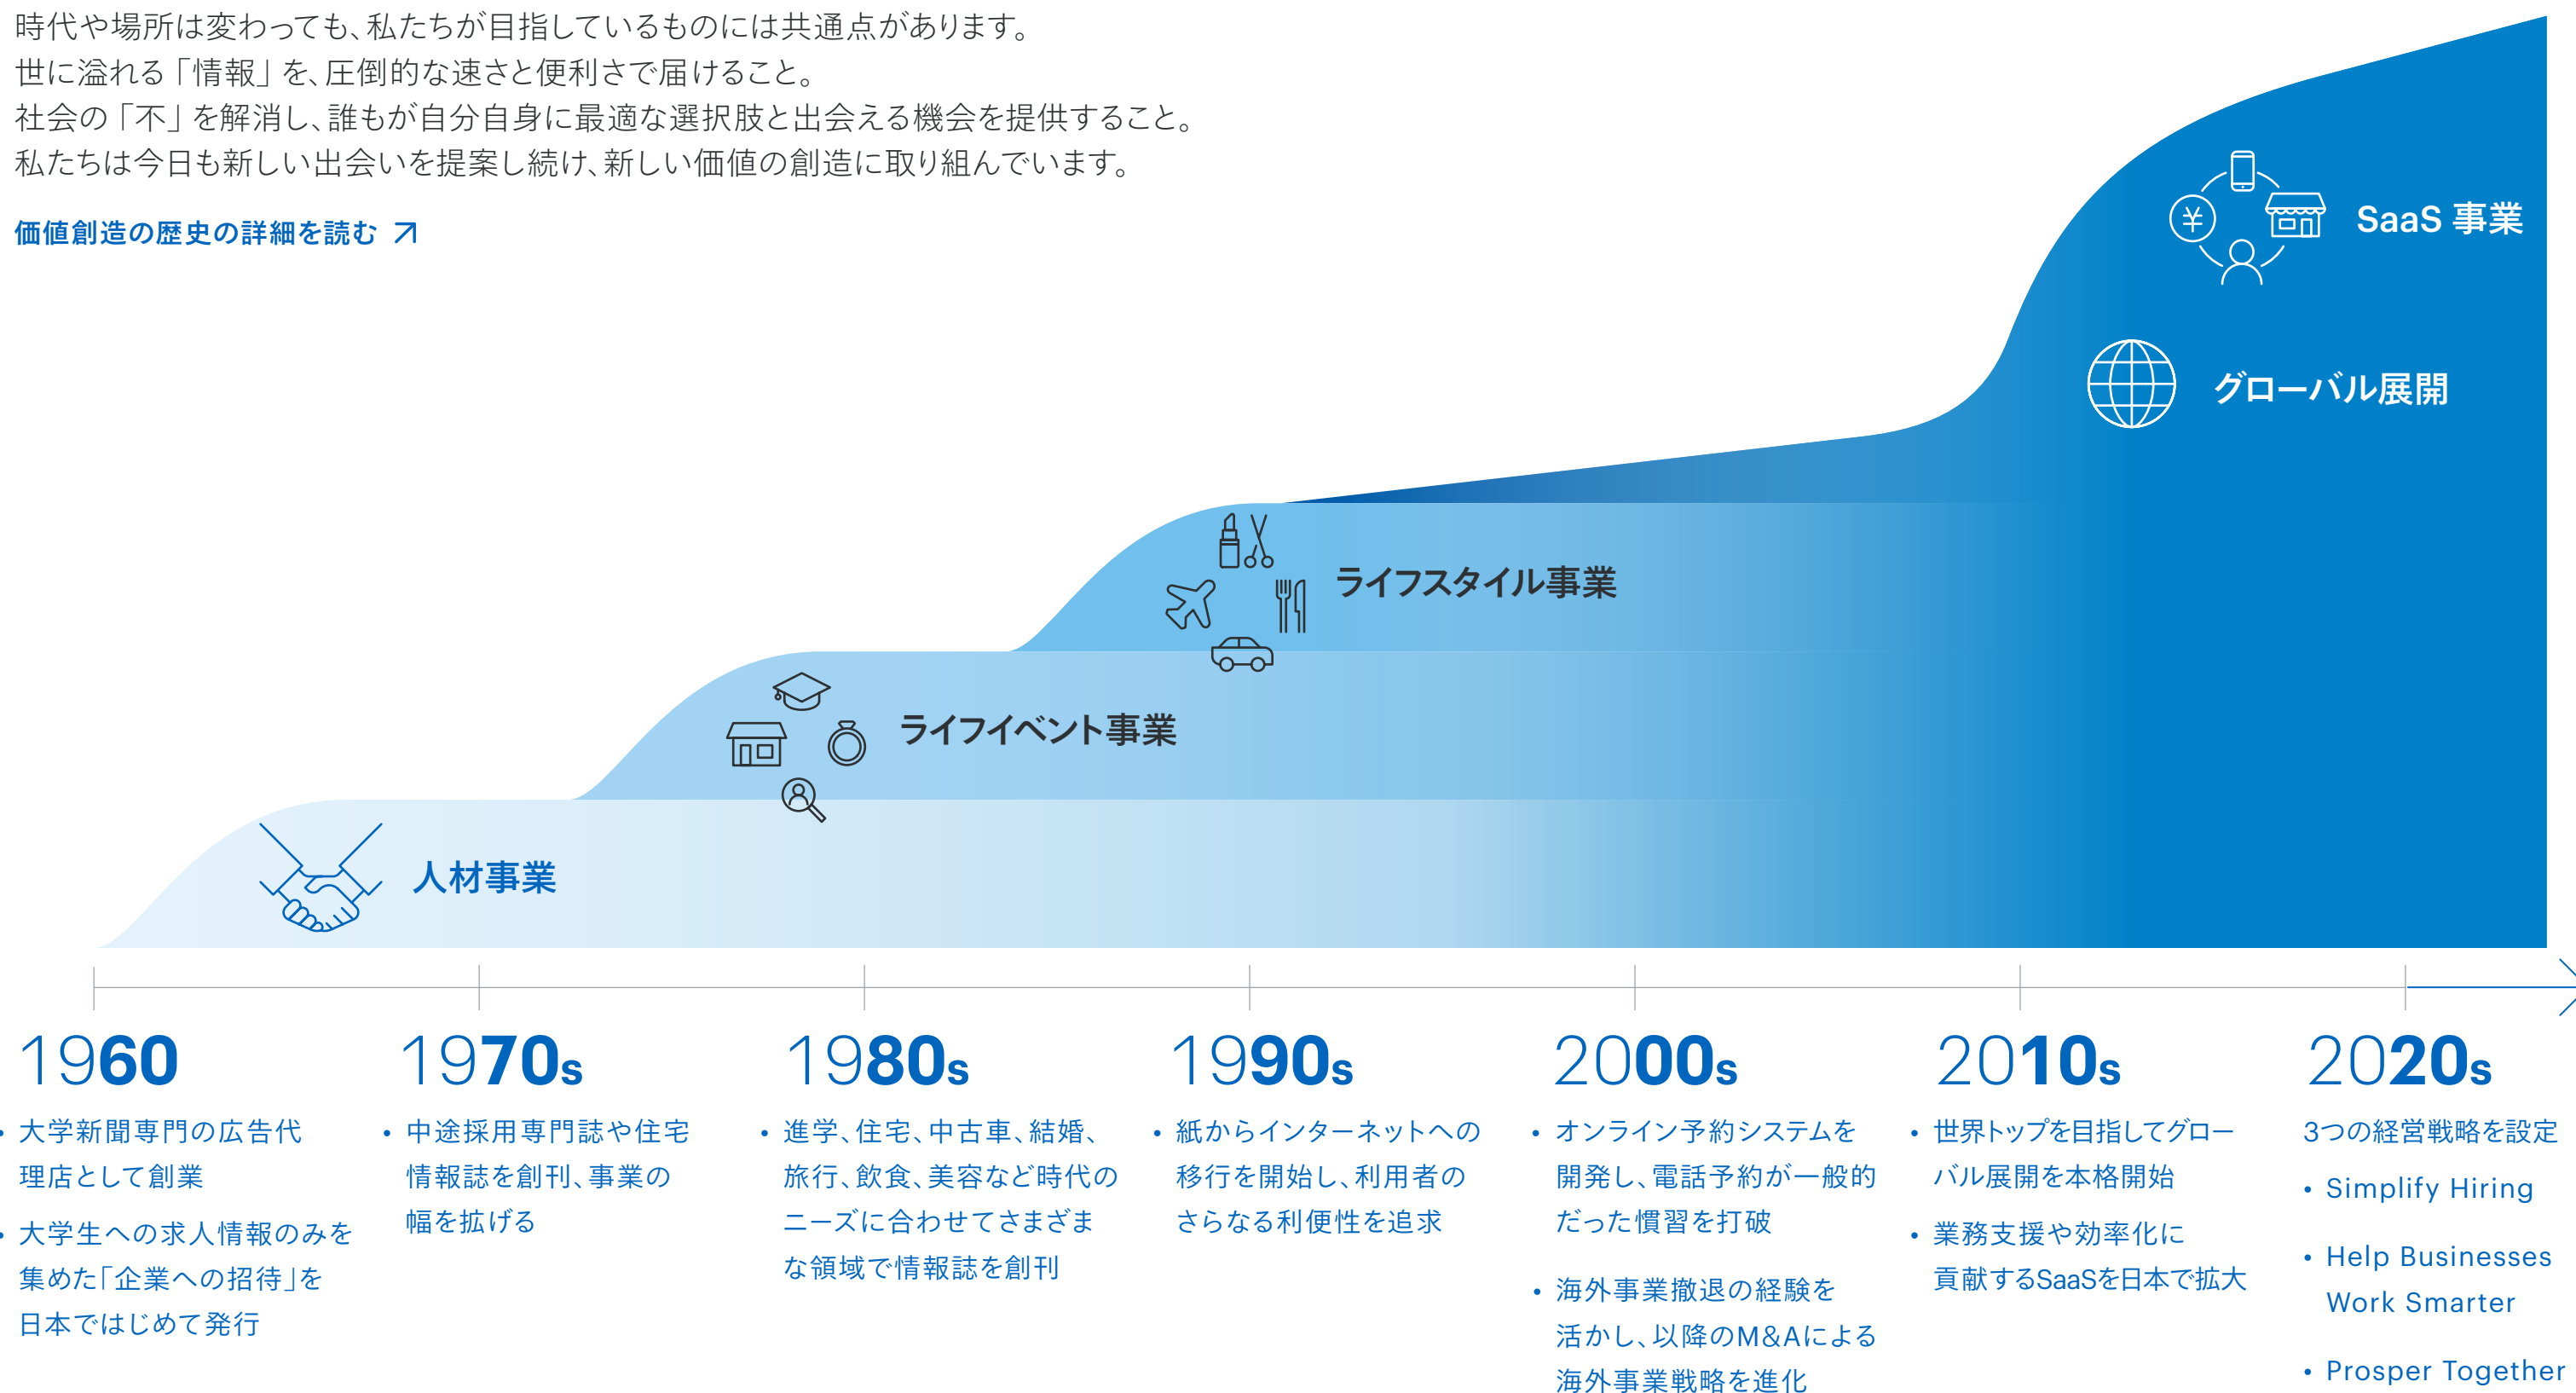 時代や場所は変わっても、私たちが目指しているものには共通点があります。
世に溢れる「情報」を、圧倒的な速さと便利さで届けること。
社会の「不」を解消し、誰もが自分自身に最適な選択肢と出会える機会を提供すること。
私たちは今日も新しい出会いを提案し続け、新しい価値の創造に取り組んでいます。
価値創造の歴史の詳細を読む
SaaS 事業
グローバル展開
ライフスタイル事業
ライフイベント事業
人材事業
1960
• 大学新聞専門の広告代
理店として創業
• 大学生への求人情報のみを
集めた「企業への招待」を
日本ではじめて発行
1970s
• 中途採用専門誌や住宅
情報誌を創刊、事業の
幅を拡げる
1980s
• 進学、住宅、中古車、結婚、
旅行、飲食、美容など時代の
ニーズに合わせてさまざま
な領域で情報誌を創刊
1990s
• 紙からインターネットへの
移行を開始し、利用者の
さらなる利便性を追求
2000s
• オンライン予約システムを
開発し、電話予約が一般的
だった慣習を打破
• 海外事業撤退の経験を
活かし、以降のM&Aによる
海外事業戦略を進化
2010s
• 世界トップを目指してグロー
バル展開を本格開始
• 業務支援や効率化に
貢献するSaaSを日本で拡大
2020s
3つの経営戦略を設定
• Simplify Hiring
• Help Businesses
Work Smarter
• Prosper Together